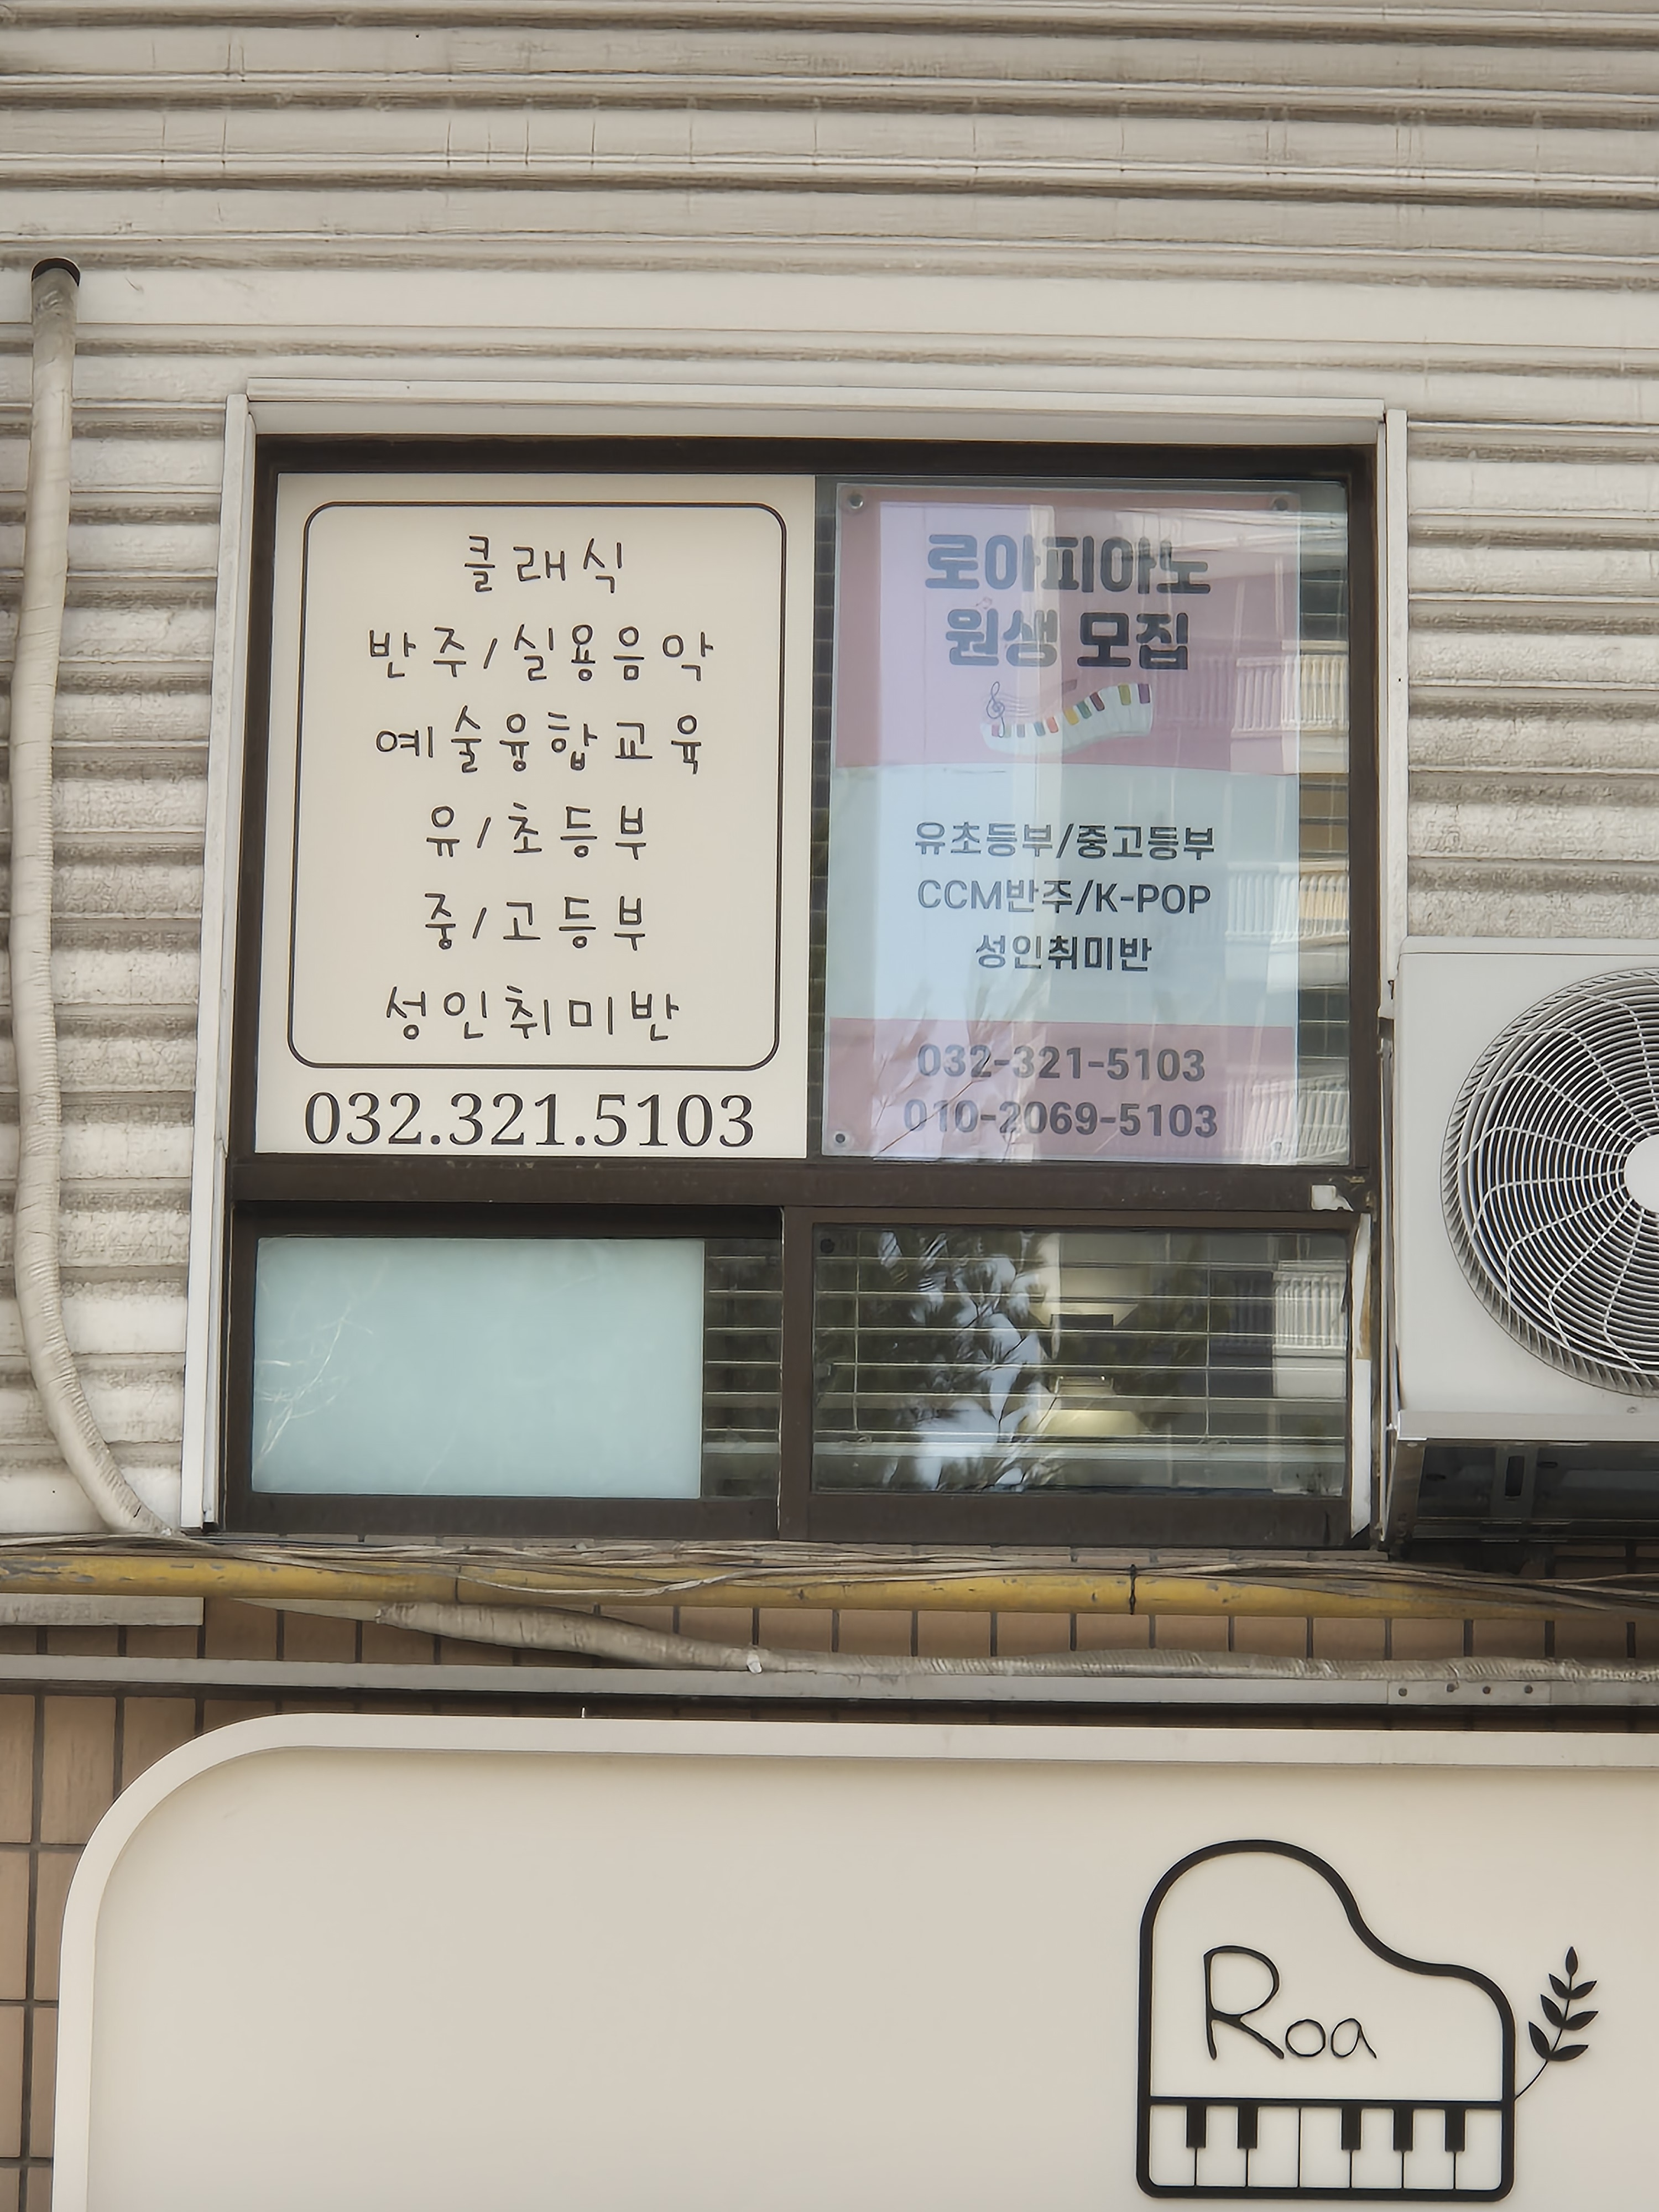 클래식
반주/실용음악
예술융합교육
유/초등부
중/고등부
성인취미반
032.321.5103
로아피아노
원생 모집
유초등부/중고등부
CCM반주/K-POP
성인취미반
032-321-5103
010-2069-5103
Roa